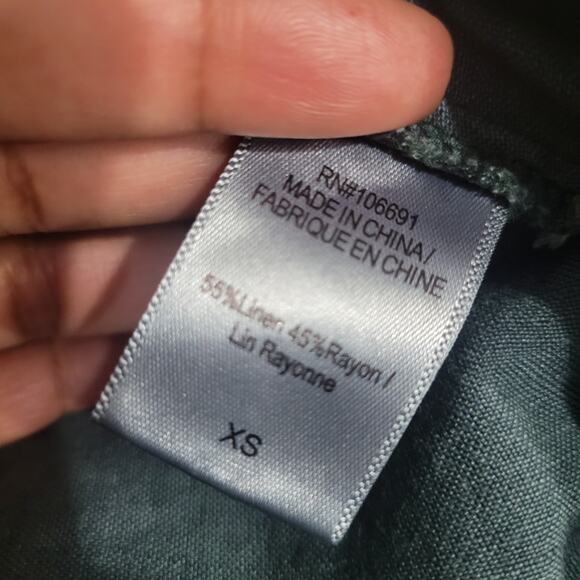 RN#106691
MADE IN CHINA/
FABRIQUE EN CHINE
55%Linen 45%Rayon/
Lin Rayonne
XS